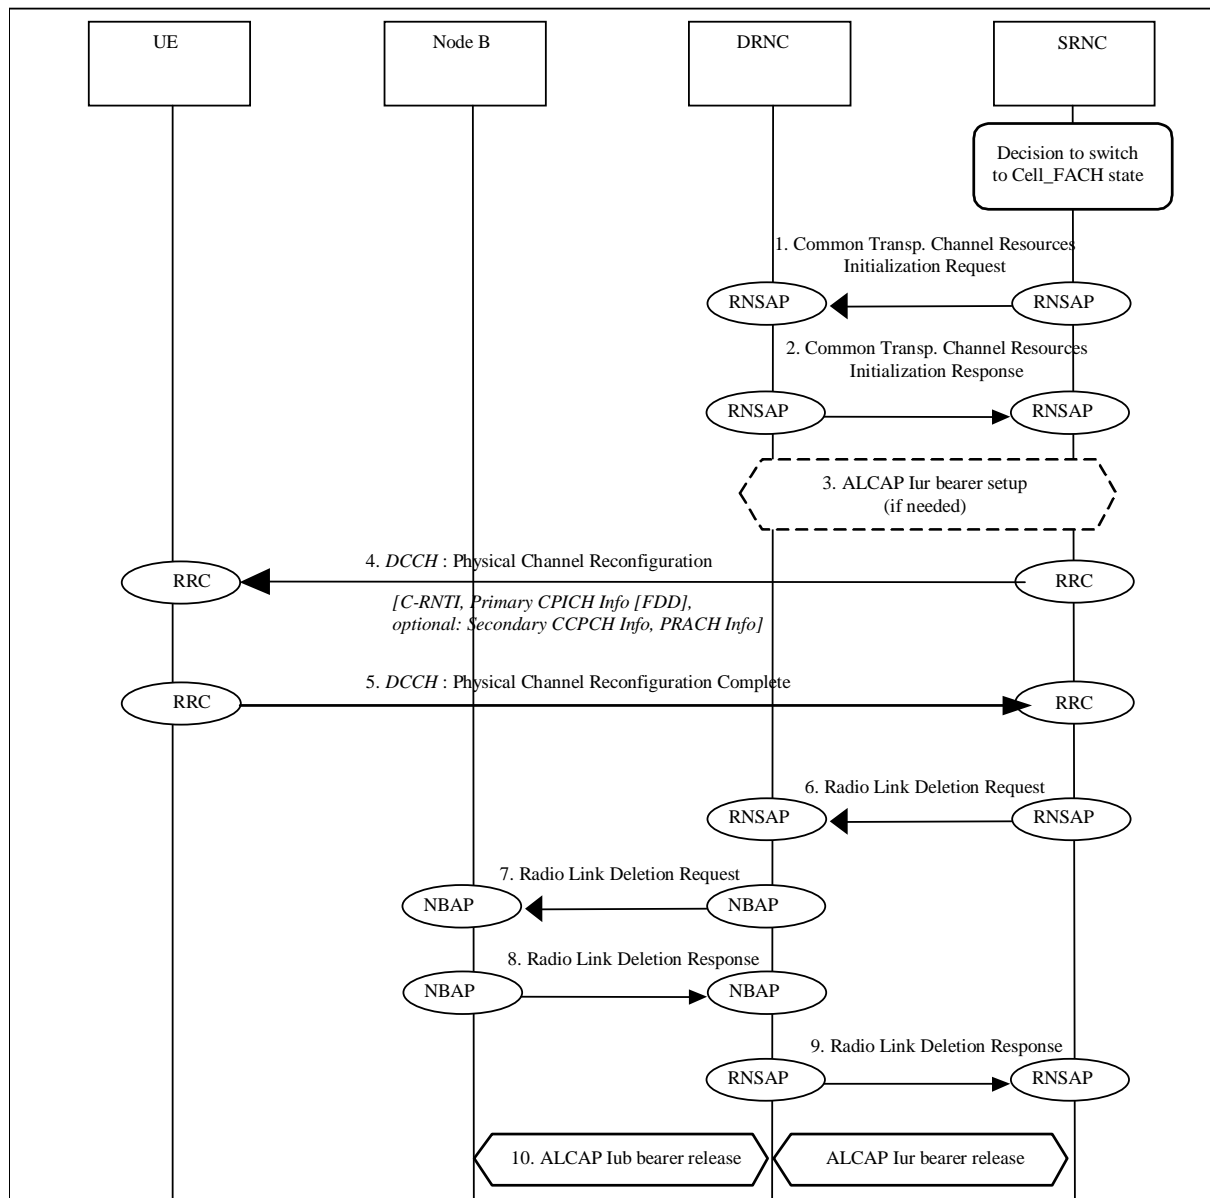 UE
Node B
DRNC
SRNC
Decision to switch
to Cell_FACH state
1. Common Transp. Channel Resources
Initialization Request
RNSAP
RNSAP
2. Common Transp. Channel Resources
Initialization Response
RNSAP
RNSAP
3. ALCAP Iur bearer setup
(if needed)
4. DCCH : Physical Channel Reconfiguration
RRC
RRC
[C-RNTI, Primary CPICH Info [FDD],
optional: Secondary CCPCH Info, PRACH Info]
5. DCCH : Physical Channel Reconfiguration Complete
RRC
RRC
6. Radio Link Deletion Request
RNSAP
RNSAP
7. Radio Link Deletion Request
NBAP
NBAP
8. Radio Link Deletion Response
NBAP
NBAP
9. Radio Link Deletion Response
RNSAP
RNSAP
10. ALCAP Iub bearer release
ALCAP Iur bearer release